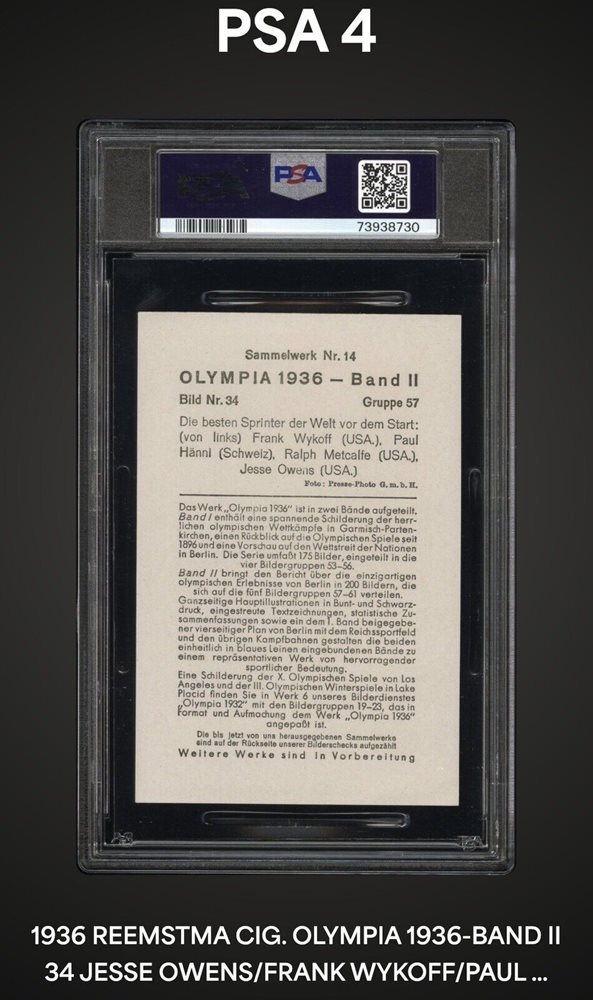 PSA 4
PSA
73938730
Sammelwerk Nr. 14
OLYMPIA 1936 — Band II
Bild Nr. 34 Gruppe 57
Die besten Sprinter der Welt vor dem Start:
(von links) Frank Wykoff (USA.), Paul
Hännl (Schweiz), Ralph Metcalfe (USA.),
Jesse Owens (USA.)
Foto: Presse-Photo G. m. b. H.
Das Werk „Olympia 1936" ist in zwei Bände aufgeteilt.
Band I enthält eine spannende Schilderung der herr-
lichen olympischen Wettkämpfe in Garmisch-Parten-
kirchen, einen Rückblick auf die Olympischen Spiele seit
1896 und eine Vorschau auf den Wettstreit der Nationen
in Berlin. Die Serie umfaßt 175 Bilder, eingeteilt in die
vier Bildergruppen 53–56.
Band II bringt den Bericht über die einzigartigen
olympischen Erlebnisse von Berlin in 200 Bildern, die
sich auf die fünf Bildergruppen 57–61 verteilen.
Ganzseitige Hauptillustrationen in Bunt- und Schwarz-
druck, eingestreute Textzeichnungen, statistische Zu-
sammenfassungen sowie ein dem 1. Band beigegebe-
ner vierseitiger Plan von Berlin mit dem Reichssportfeld
und den übrigen Kampfbahnen gestalten die beiden
einheitlich in blaues Leinen eingebundenen Bände zu
einem repräsentativen Werk von hervorragender
sportlicher Bedeutung.
Eine Schilderung der X. Olympischen Spiele von Los
Angeles und der III. Olympischen Winterspiele in Lake
Placid finden Sie in Werk 6 unseres Bilderdienstes
„Olympia 1932" mit den Bildergruppen 19–23, das in
Format und Aufmachung dem Werk „Olympia 1936"
angepaßt ist.
Die bis jetzt von uns herausgegebenen Sammelwerke
sind auf der Rückseite unserer Bilderschecks aufgezählt
Weitere Werke sind in Vorbereitung
1936 REEMSTMA CIG. OLYMPIA 1936-BAND II
34 JESSE OWENS/FRANK WYKOFF/PAUL ...